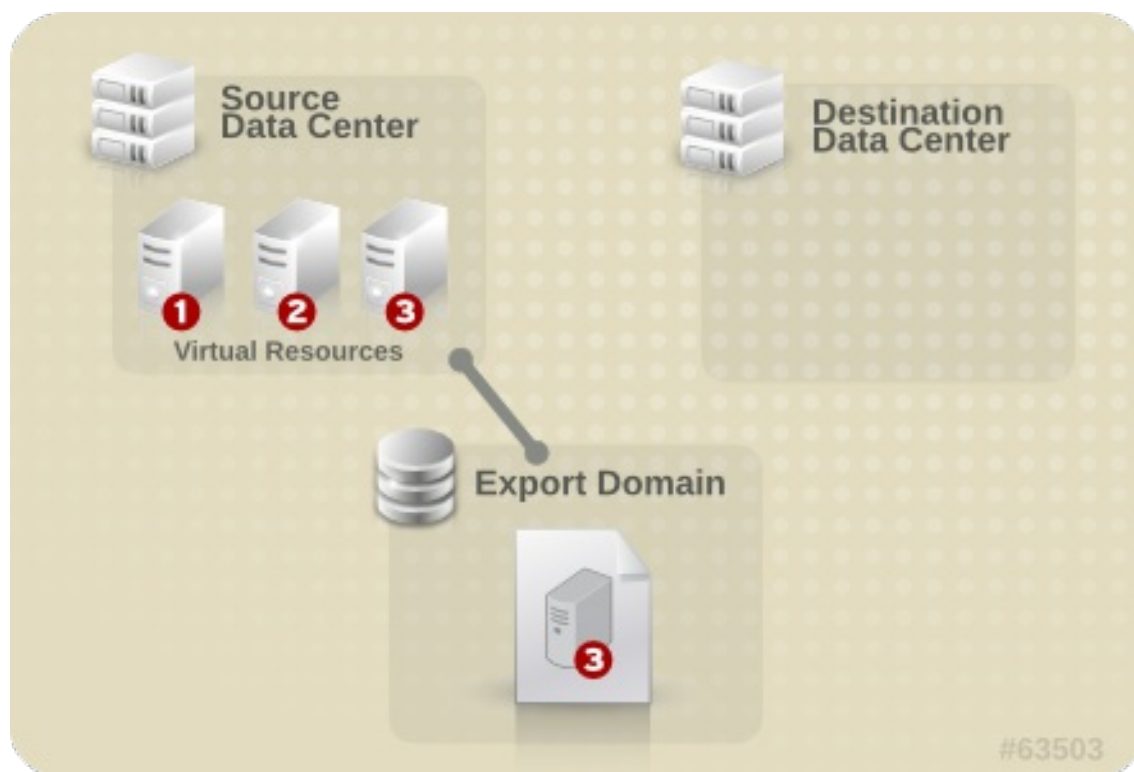 Source
Data Center
Destination
Data Center
1 2 3
Virtual Resources
Export Domain
3
#63503